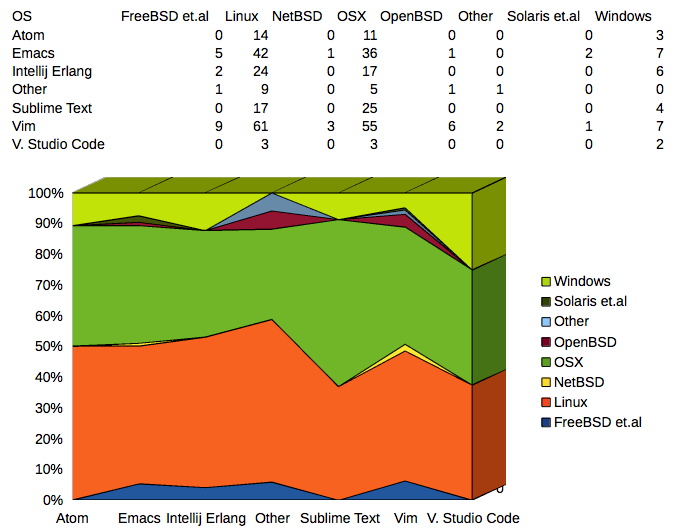 OS FreeBSD et.al Linux NetBSD OSX OpenBSD Other Solaris et.al Windows
Atom 0 14 0 11 0 0 0 3
Emacs 5 42 1 36 1 0 2 7
Intellij Erlang 2 24 0 17 0 0 0 6
Other 1 9 0 5 1 1 0 0
Sublime Text 0 17 0 25 0 0 0 4
Vim 9 61 3 55 6 2 1 7
V. Studio Code 0 3 0 3 0 0 0 2
100%
90%
80%
70%
60%
50%
40%
30%
20%
10%
0%
Windows
Solaris et.al
Other
OpenBSD
OSX
NetBSD
Linux
FreeBSD et.al
0
Atom Emacs Intellij Erlang Other Sublime Text Vim V. Studio Code